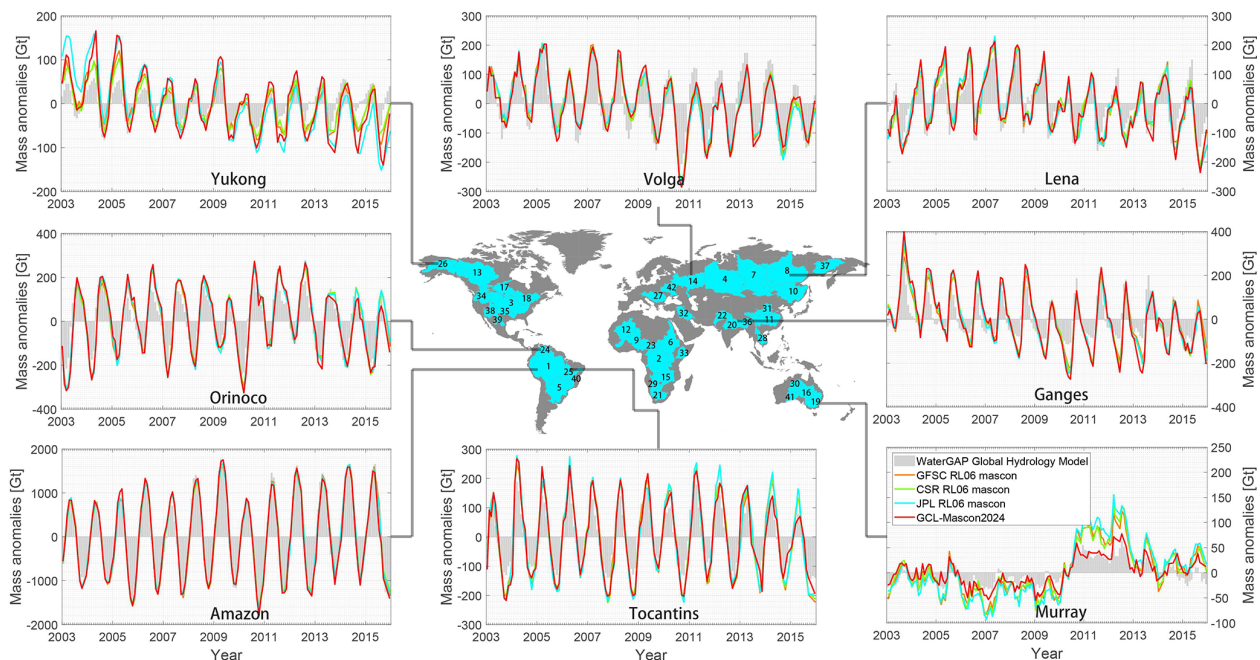 Mass anomalies [Gt]
200
100
0
-100
-200
Yukong
2003 2005 2007 2009 2011 2013 2015
Mass anomalies [Gt]
300
200
100
0
-100
-200
-300
Volga
2003 2005 2007 2009 2011 2013 2015
300
200
100
0
-100
-200
-300
Mass anomalies [Gt]
Lena
2003 2005 2007 2009 2011 2013 2015
Mass anomalies [Gt]
400
200
0
-200
-400
Orinoco
2003 2005 2007 2009 2011 2013 2015
26 13 17 34 3 18 38 35 39
24 1 25 40 5
42 27 14 4 7 8 37 10
32 22 20 36 31 11 28
12 9 23 6 33 2 15 29 21
30 16 41 19
400
200
0
-200
-400
Mass anomalies [Gt]
Ganges
2003 2005 2007 2009 2011 2013 2015
Mass anomalies [Gt]
2000
1000
0
-1000
-2000
Amazon
2003 2005 2007 2009 2011 2013 2015
Year
Mass anomalies [Gt]
300
200
100
0
-100
-200
-300
Tocantins
2003 2005 2007 2009 2011 2013 2015
Year
WaterGAP Global Hydrology Model
GFSC RL06 mascon
CSR RL06 mascon
JPL RL06 mascon
GCL-Mascon2024
250
200
150
100
50
0
-50
-100
Mass anomalies [Gt]
Murray
2003 2005 2007 2009 2011 2013 2015
Year